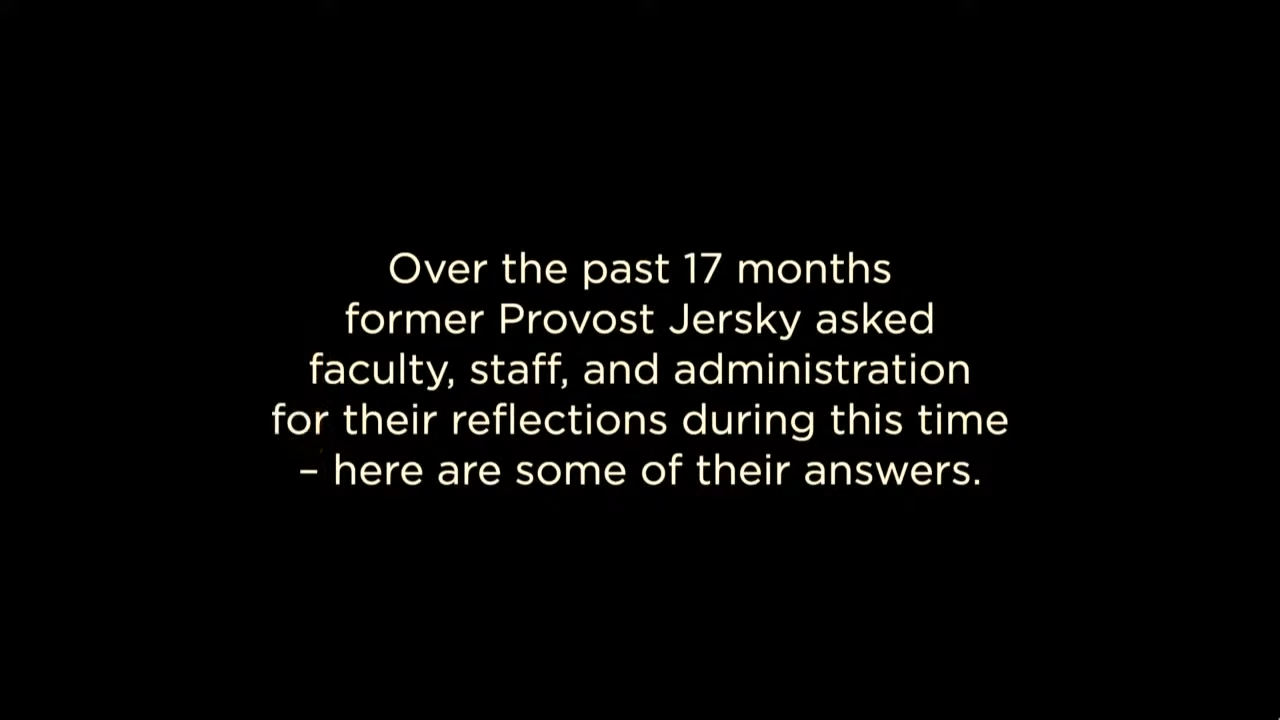 Over the past 17 months
former Provost Jersky asked
faculty, staff, and administration
for their reflections during this time
– here are some of their answers.